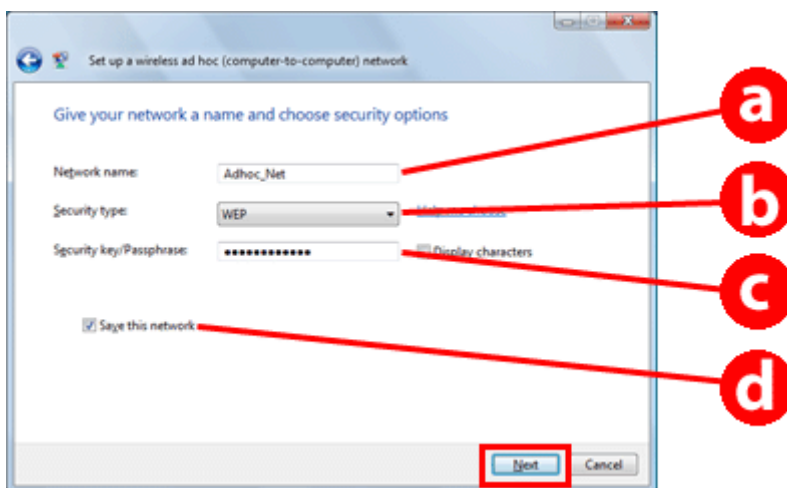 Set up a wireless ad hoc (computer-to-computer) network
Give your network a name and choose security options
a
Network name:
Adhoc_Net
Security type:
WEP
b
Security key/Passphrase:
••••••••••••
Display characters
c
Save this network
d
Next
Cancel